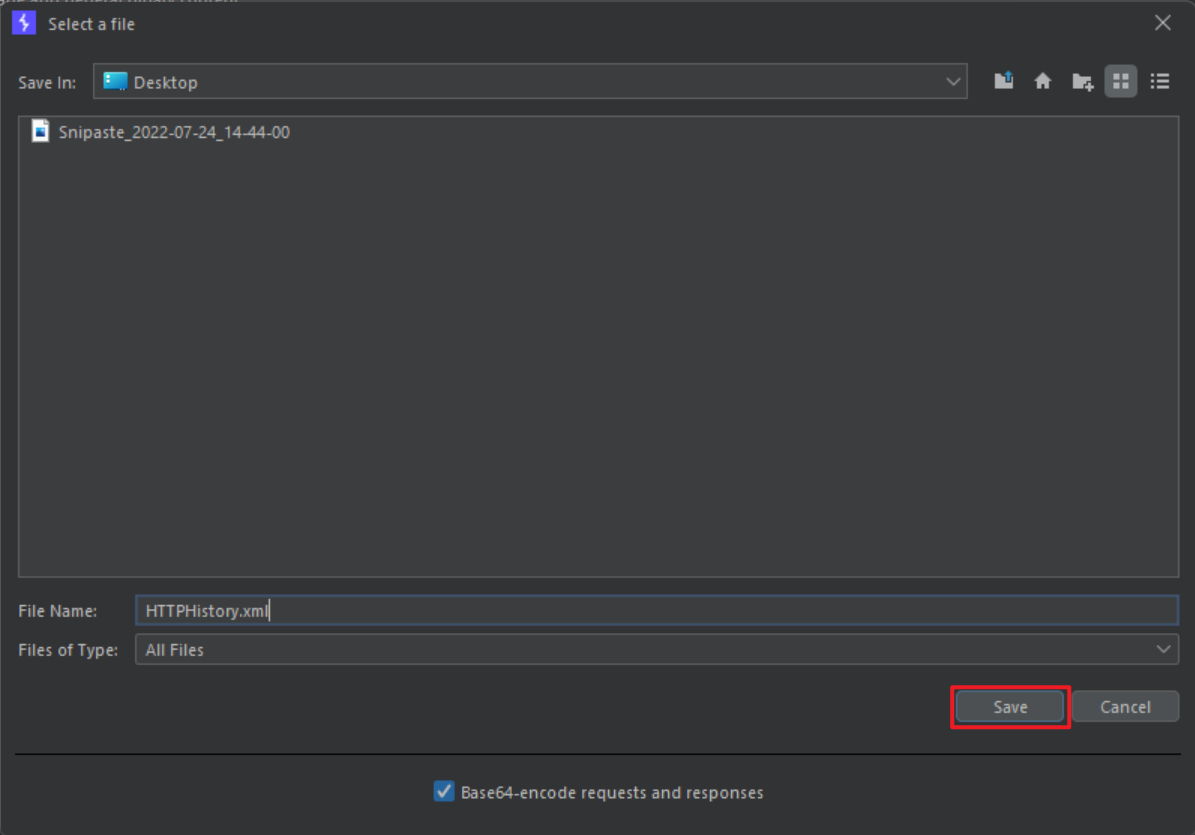 Select a file
Save In: Desktop
Snipaste_2022-07-24_14-44-00
File Name: HTTPHistory.xml
Files of Type: All Files
Save Cancel
Base64-encode requests and responses